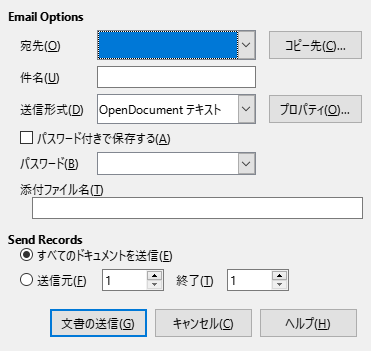 Email Options
宛先(O)
コピー先(C)...
件名(U)
送信形式(D) OpenDocument テキスト プロパティ(O)...
パスワード付きで保存する(A)
パスワード(B)
添付ファイル名(T)
Send Records
すべてのドキュメントを送信(E)
送信元(F) 1 終了(T) 1
文書の送信(G) キャンセル(C) ヘルプ(H)